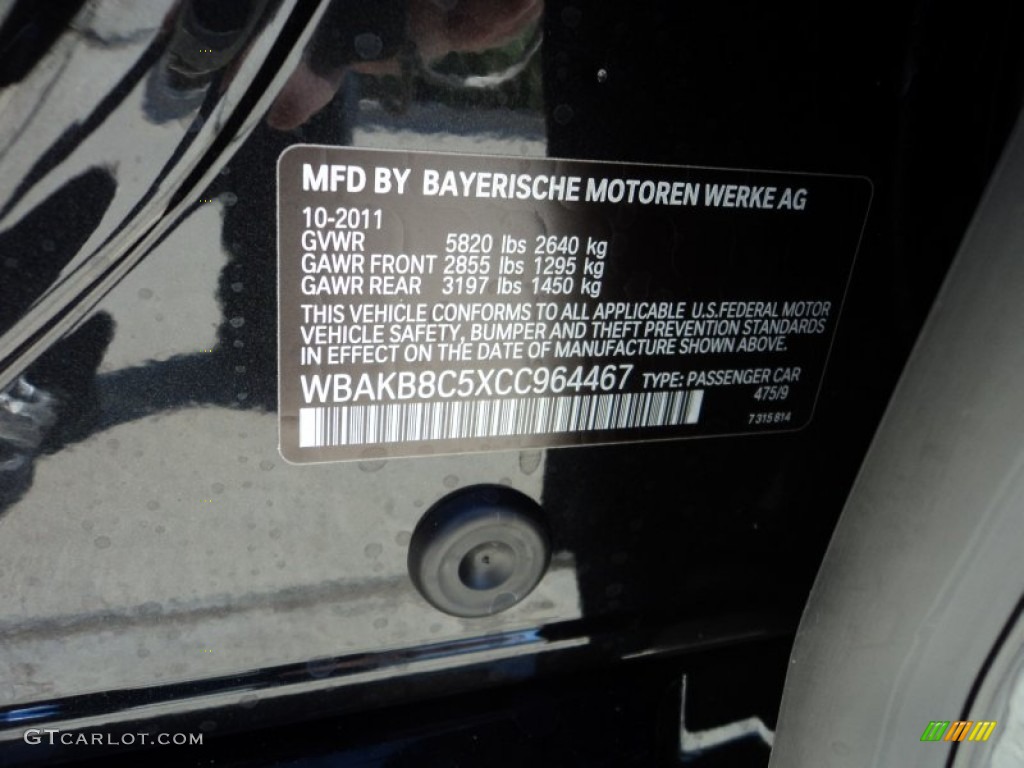 MFD BY BAYERISCHE MOTOREN WERKE AG
10-2011
GVWR 5820 lbs 2640 kg
GAWR FRONT 2855 lbs 1295 kg
GAWR REAR 3197 lbs 1450 kg
THIS VEHICLE CONFORMS TO ALL APPLICABLE U.S.FEDERAL MOTOR
VEHICLE SAFETY, BUMPER AND THEFT PREVENTION STANDARDS
IN EFFECT ON THE DATE OF MANUFACTURE SHOWN ABOVE.
WBAKB8C5XCC964467 TYPE: PASSENGER CAR
475/9
7 315 814
GTCARLOT.COM